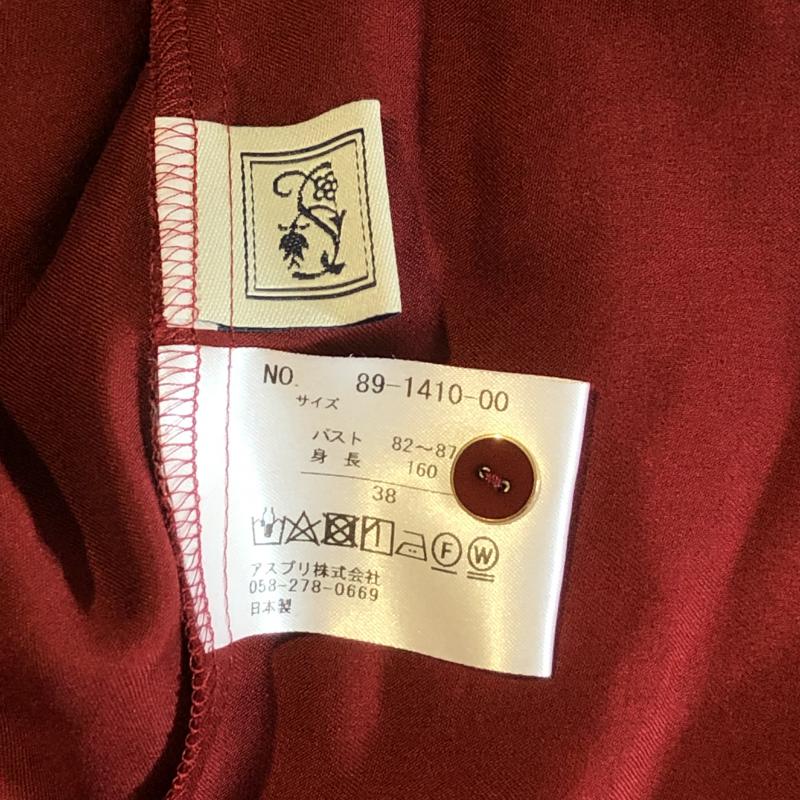 NO. 89-1410-00
サイズ
バスト 82～87
身長 160
38
F W
アスプリ株式会社
058-278-0669
日本製